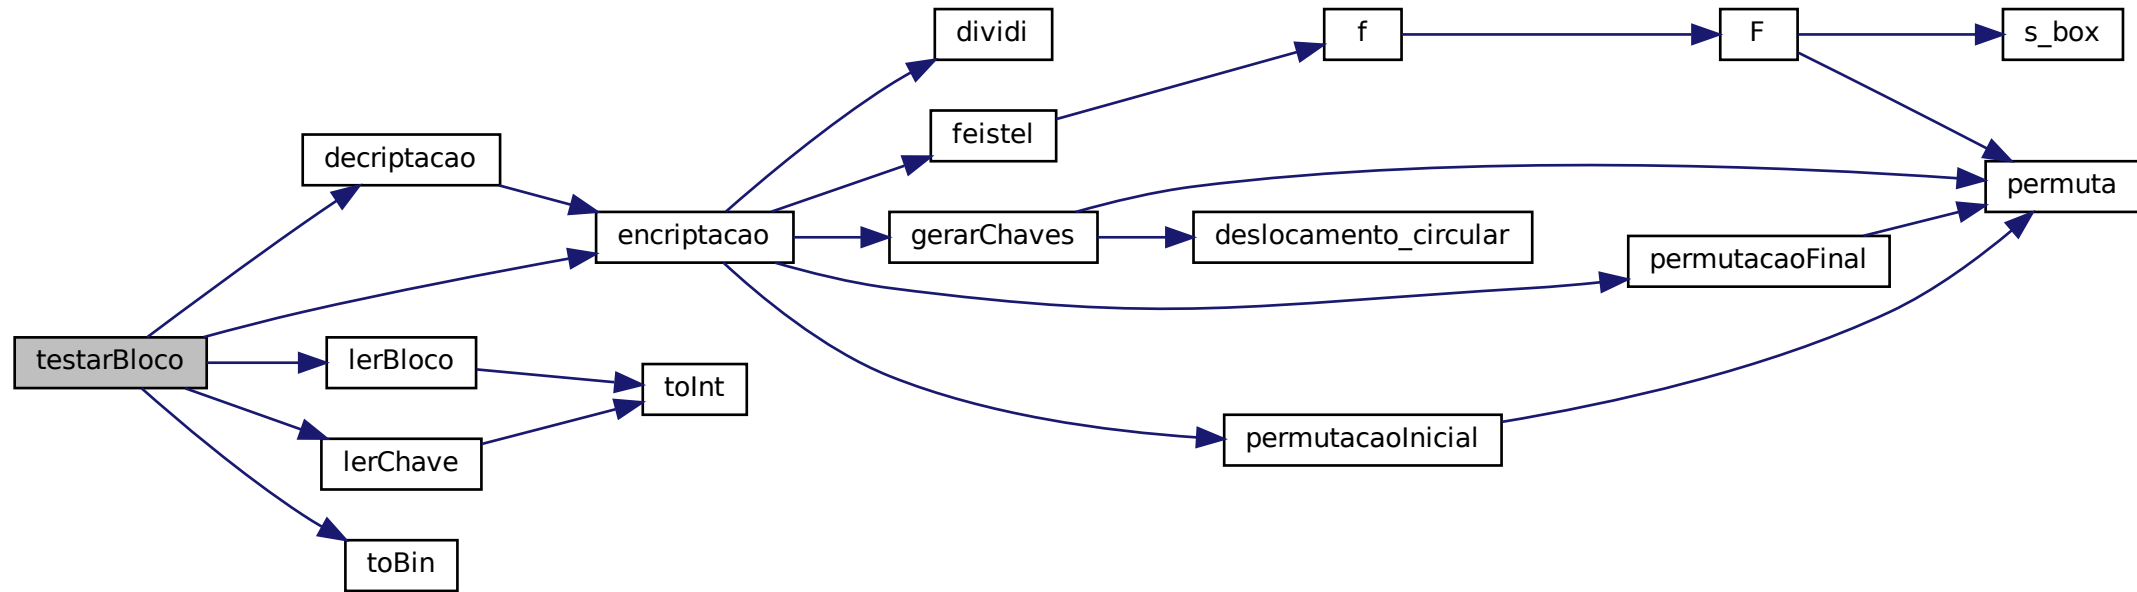 dividi
f
F
s_box
feistel
decriptacao
permuta
encriptacao
gerarChaves
deslocamento_circular
permutacaoFinal
testarBloco
lerBloco
toInt
permutacaoInicial
lerChave
toBin